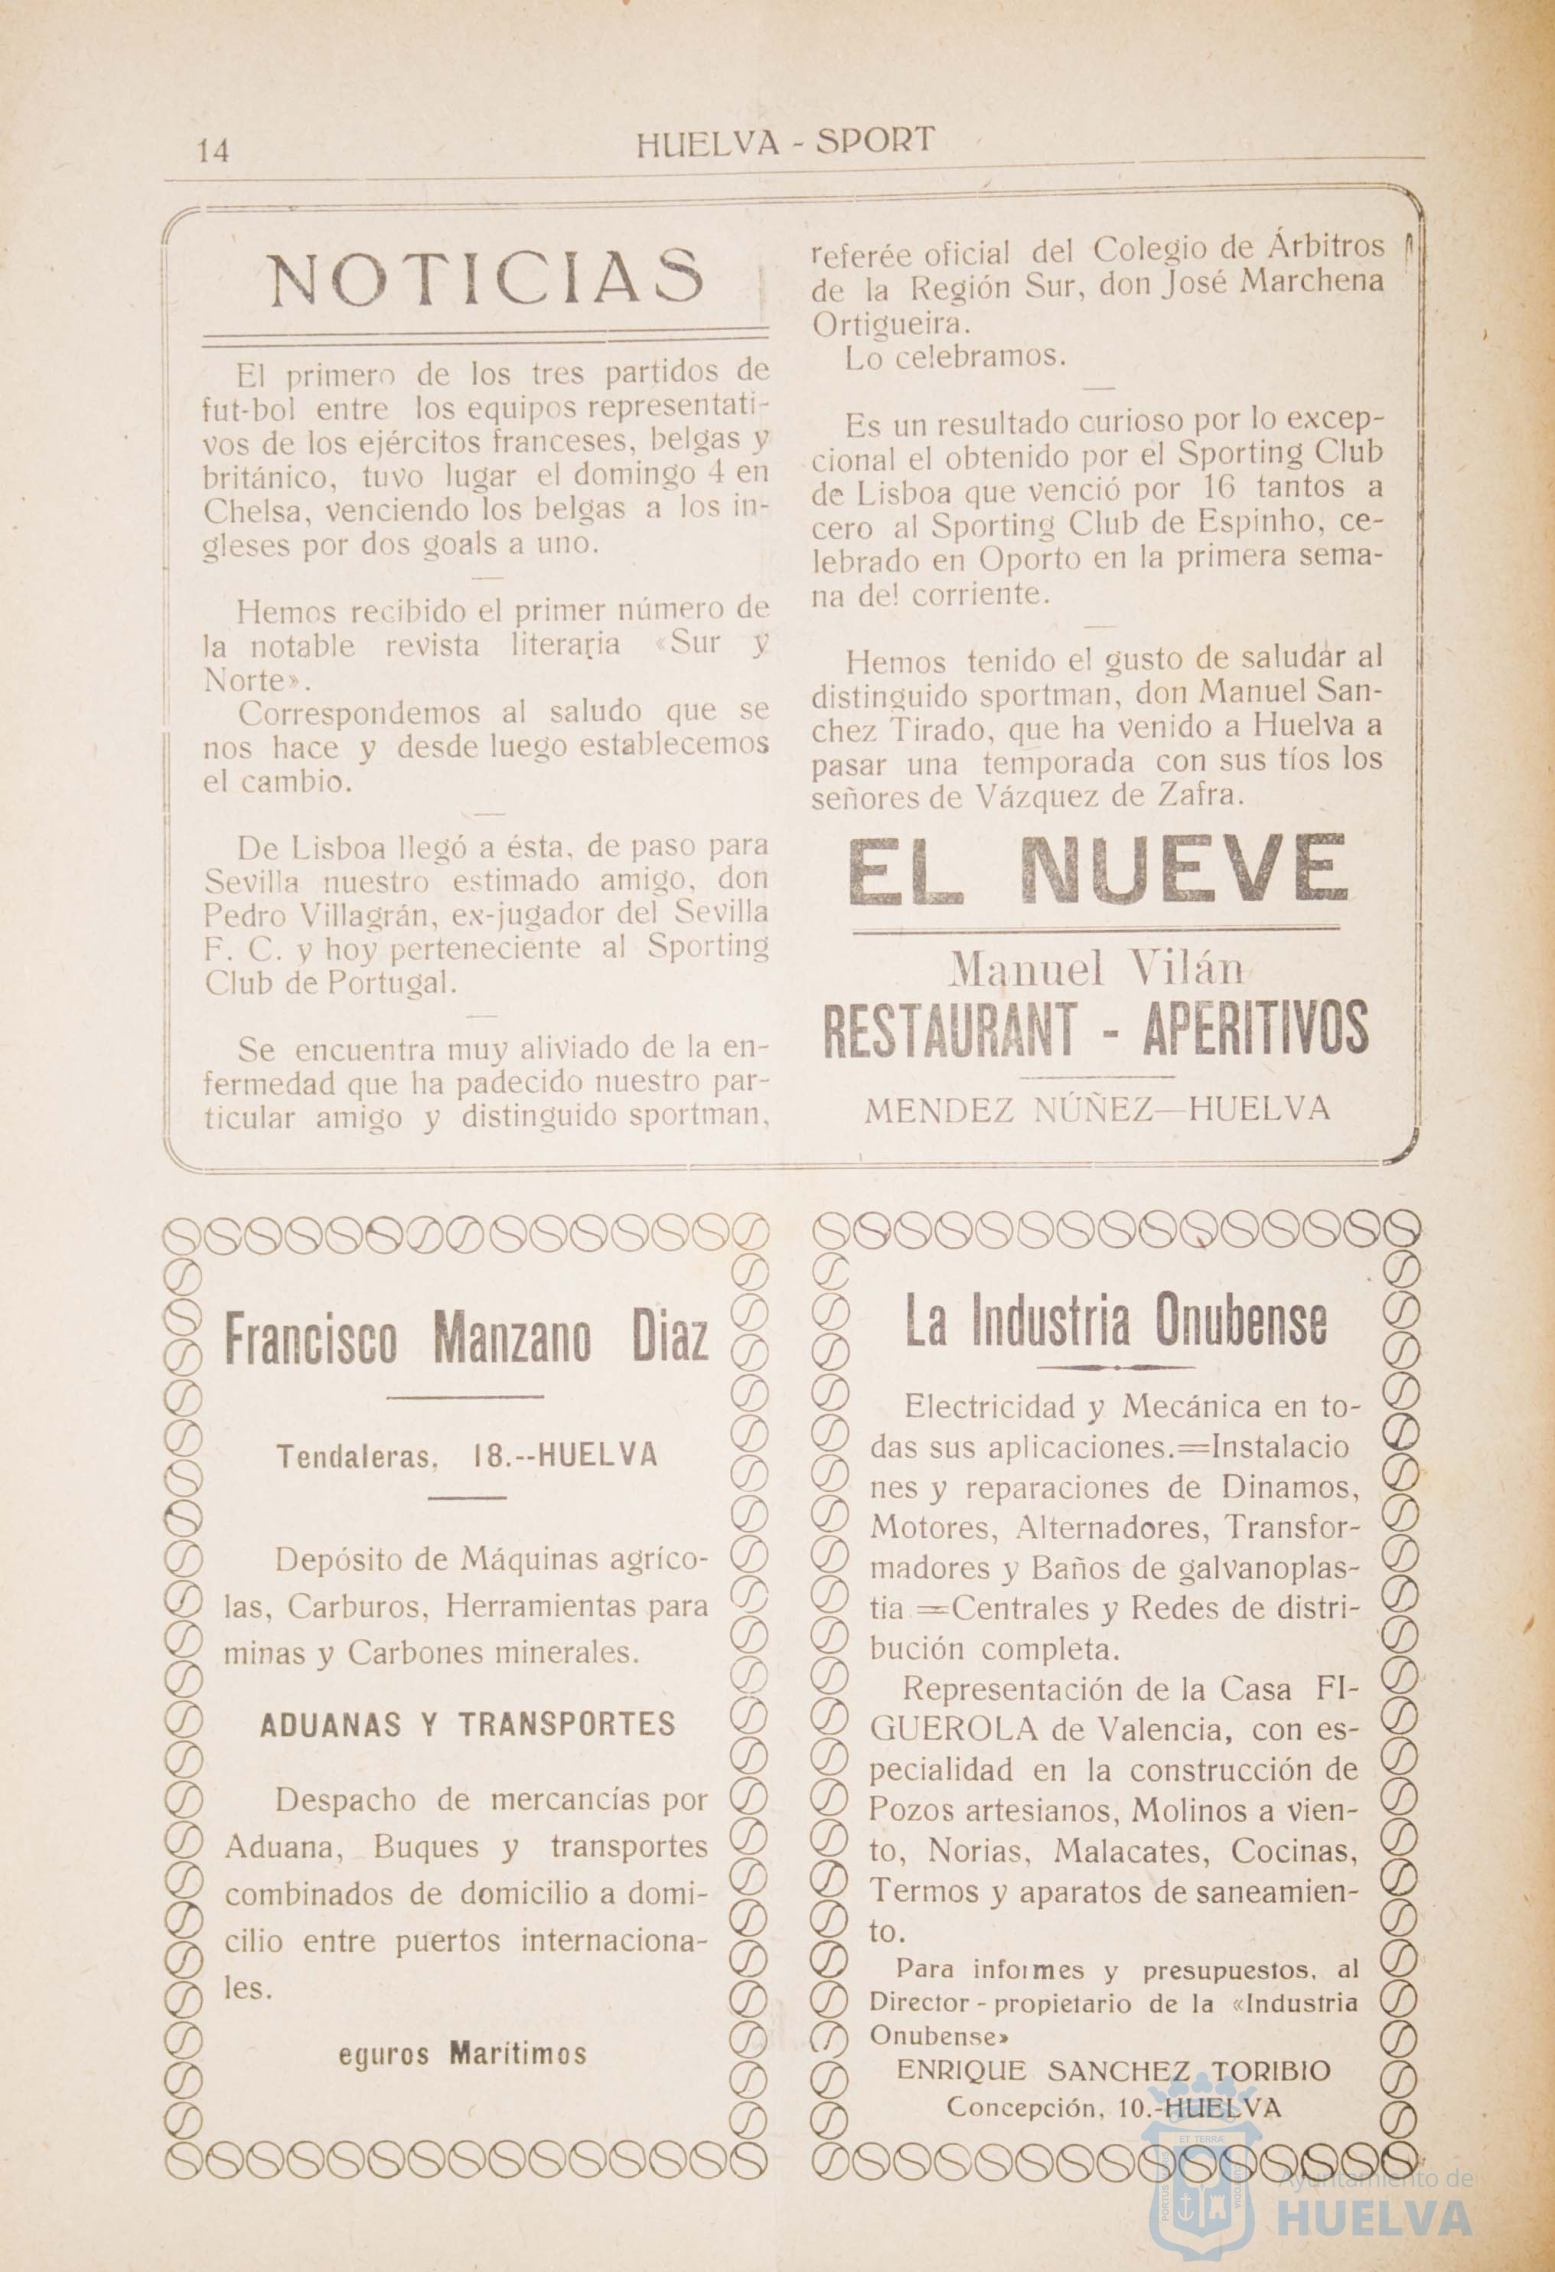 14
HUELVA - SPORT
NOTICIAS
El primero de los tres partidos de
fut-bol entre los equipos representati-
vos de los ejércitos franceses, belgas y
británico, tuvo lugar el domingo 4 en
Chelsa, venciendo los belgas a los in-
gleses por dos goals a uno.
Hemos recibido el primer número de
la notable revista literaria «Sur y
Norte».
Correspondemos al saludo que se
nos hace y desde luego establecemos
el cambio.
De Lisboa llegó a ésta, de paso para
Sevilla nuestro estimado amigo, don
Pedro Villagrán, ex-jugador del Sevilla
F. C. y hoy perteneciente al Sporting
Club de Portugal.
Se encuentra muy aliviado de la en-
fermedad que ha padecido nuestro par-
ticular amigo y distinguido sportman,
referée oficial del Colegio de Árbitros
de la Región Sur, don José Marchena
Ortigueira.
Lo celebramos.
Es un resultado curioso por lo excep-
cional el obtenido por el Sporting Club
de Lisboa que venció por 16 tantos a
cero al Sporting Club de Espinho, ce-
lebrado en Oporto en la primera sema-
na del corriente.
Hemos tenido el gusto de saludar al
distinguido sportman, don Manuel San-
chez Tirado, que ha venido a Huelva a
pasar una temporada con sus tíos los
señores de Vázquez de Zafra.
EL NUEVE
Manuel Vilán
RESTAURANT - APERITIVOS
MENDEZ NÚÑEZ—HUELVA
Francisco Manzano Diaz
Tendaleras, 18.--HUELVA
Depósito de Máquinas agríco-
las, Carburos, Herramientas para
minas y Carbones minerales.
ADUANAS Y TRANSPORTES
Despacho de mercancías por
Aduana, Buques y transportes
combinados de domicilio a domi-
cilio entre puertos internaciona-
les.
eguros Marítimos
La Industria Onubense
Electricidad y Mecánica en to-
das sus aplicaciones.=Instalacio
nes y reparaciones de Dinamos,
Motores, Alternadores, Transfor-
madores y Baños de galvanoplas-
tia =Centrales y Redes de distri-
bución completa.
Representación de la Casa FI-
GUEROLA de Valencia, con es-
pecialidad en la construcción de
Pozos artesianos, Molinos a vien-
to, Norias, Malacates, Cocinas,
Termos y aparatos de saneamien-
to.
Para informes y presupuestos, al
Director - propietario de la «Industria
Onubense»
ENRIQUE SANCHEZ TORIBIO
Concepción, 10.-HUELVA
ET TERRÆ
PORTUS
CUSTODIA
Ayuntamiento de
HUELVA